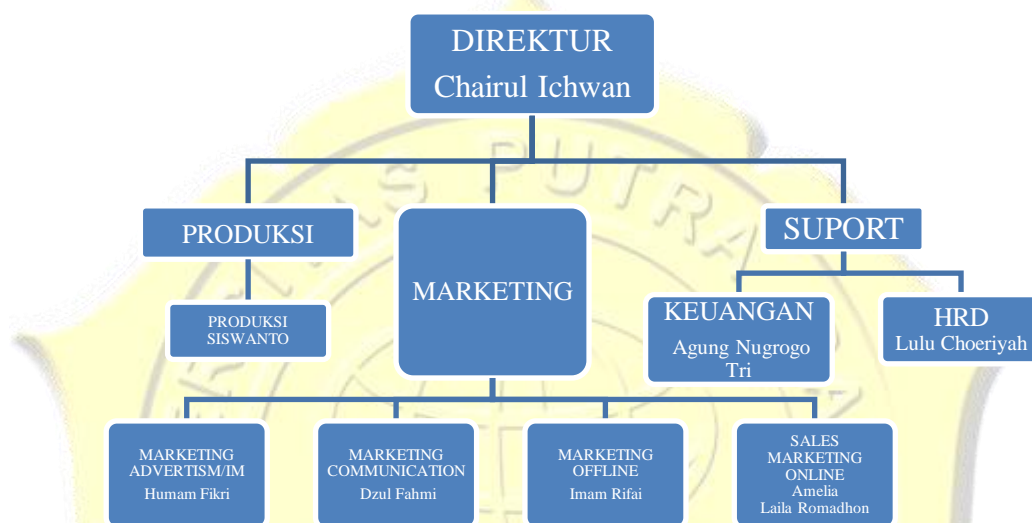 DIREKTUR
Chairul Ichwan
PRODUKSI
MARKETING
SUPORT
PRODUKSI
SISWANTO
KEUANGAN
Agung Nugrogo
Tri
HRD
Lulu Choeriyah
MARKETING
ADVERTISM/IM
Humam Fikri
MARKETING
COMMUNICATION
Dzul Fahmi
MARKETING
OFFLINE
Imam Rifai
SALES
MARKETING
ONLINE
Amelia
Laila Romadhon